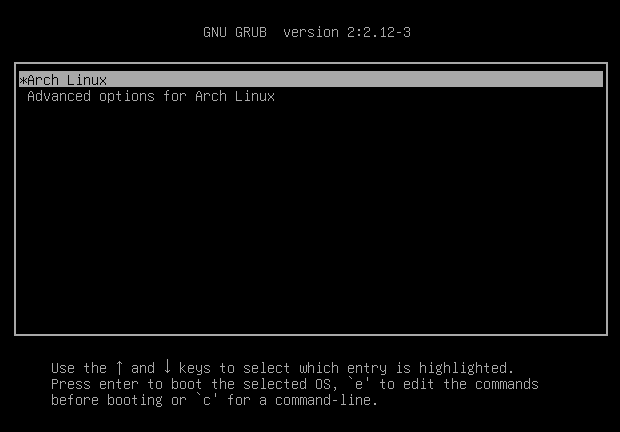 GNU GRUB  version 2:2.12-3
*Arch Linux
Advanced options for Arch Linux
Use the ↑ and ↓ keys to select which entry is highlighted.
Press enter to boot the selected OS, `e' to edit the commands
before booting or `c' for a command-line.